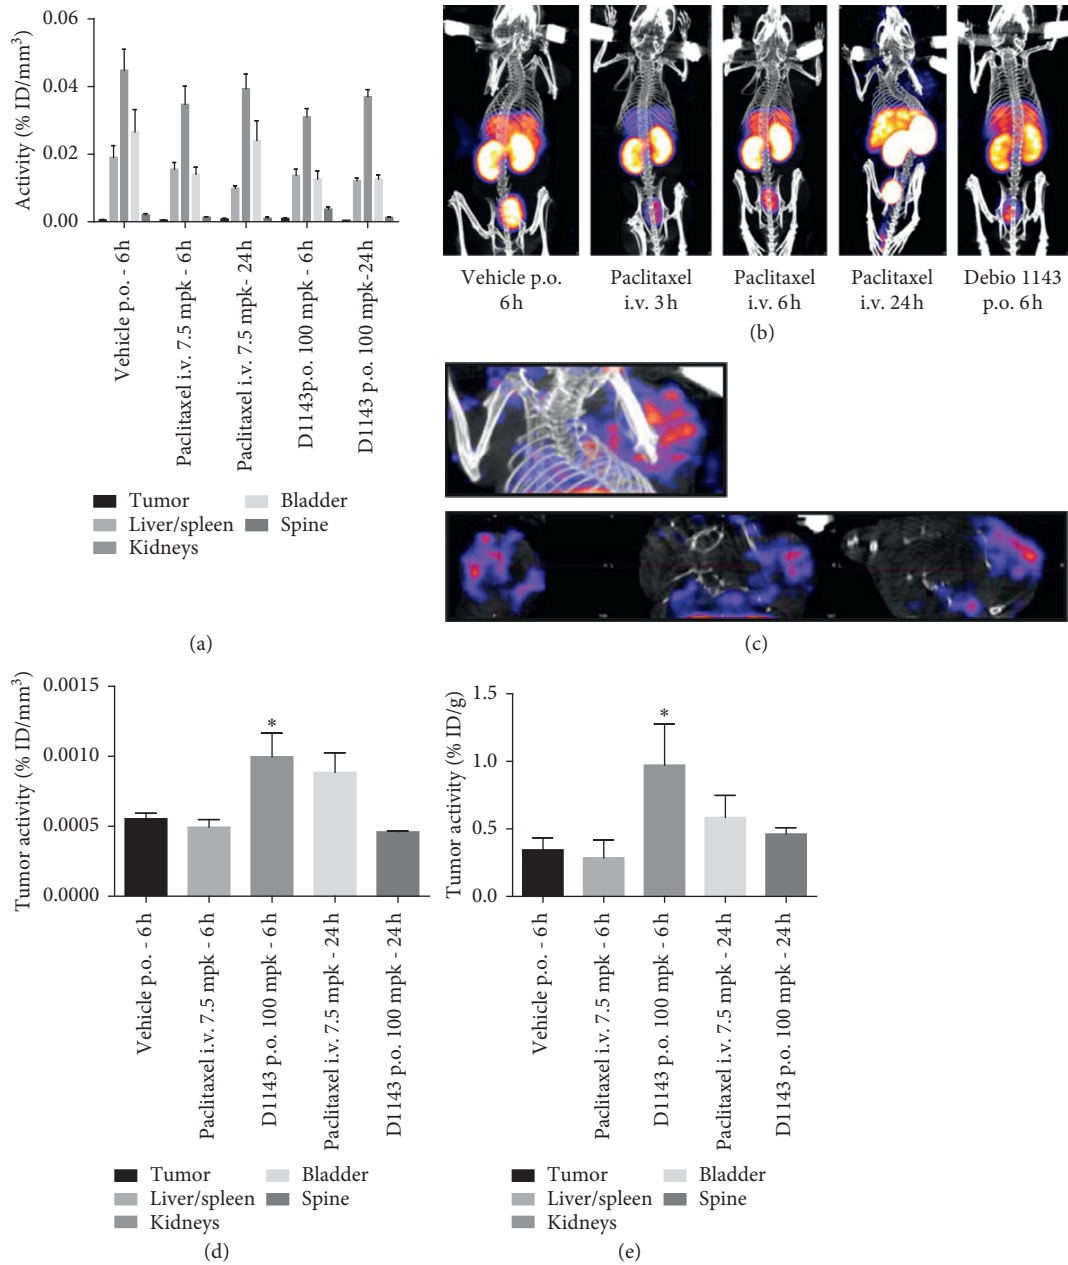 0.06
0.04
0.02
0.00
Activity (% ID/mm³)
Vehicle p.o. - 6h
Paclitaxel i.v. 7.5 mpk - 6h
Paclitaxel i.v. 7.5 mpk- 24h
D1143p.o. 100 mpk - 6h
D1143 p.o. 100 mpk-24h
Tumor
Liver/spleen
Kidneys
Bladder
Spine
(a)
Vehicle p.o.
6h
Paclitaxel
i.v. 3h
Paclitaxel
i.v. 6h
Paclitaxel
i.v. 24h
Debio 1143
p.o. 6h
(b)
(c)
0.0015
0.0010
0.0005
0.0000
Tumor activity (% ID/mm³)
*
Vehicle p.o. - 6h
Paclitaxel i.v. 7.5 mpk - 6h
D1143 p.o. 100 mpk - 6h
Paclitaxel i.v. 7.5 mpk - 24h
D1143 p.o. 100 mpk - 24h
Tumor
Liver/spleen
Kidneys
Bladder
Spine
(d)
1.5
1.0
0.5
0.0
Tumor activity (% ID/g)
*
Vehicle p.o. - 6h
Paclitaxel i.v. 7.5 mpk - 6h
D1143 p.o. 100 mpk - 6h
Paclitaxel i.v. 7.5 mpk - 24h
D1143 p.o. 100 mpk - 24h
Tumor
Liver/spleen
Kidneys
Bladder
Spine
(e)